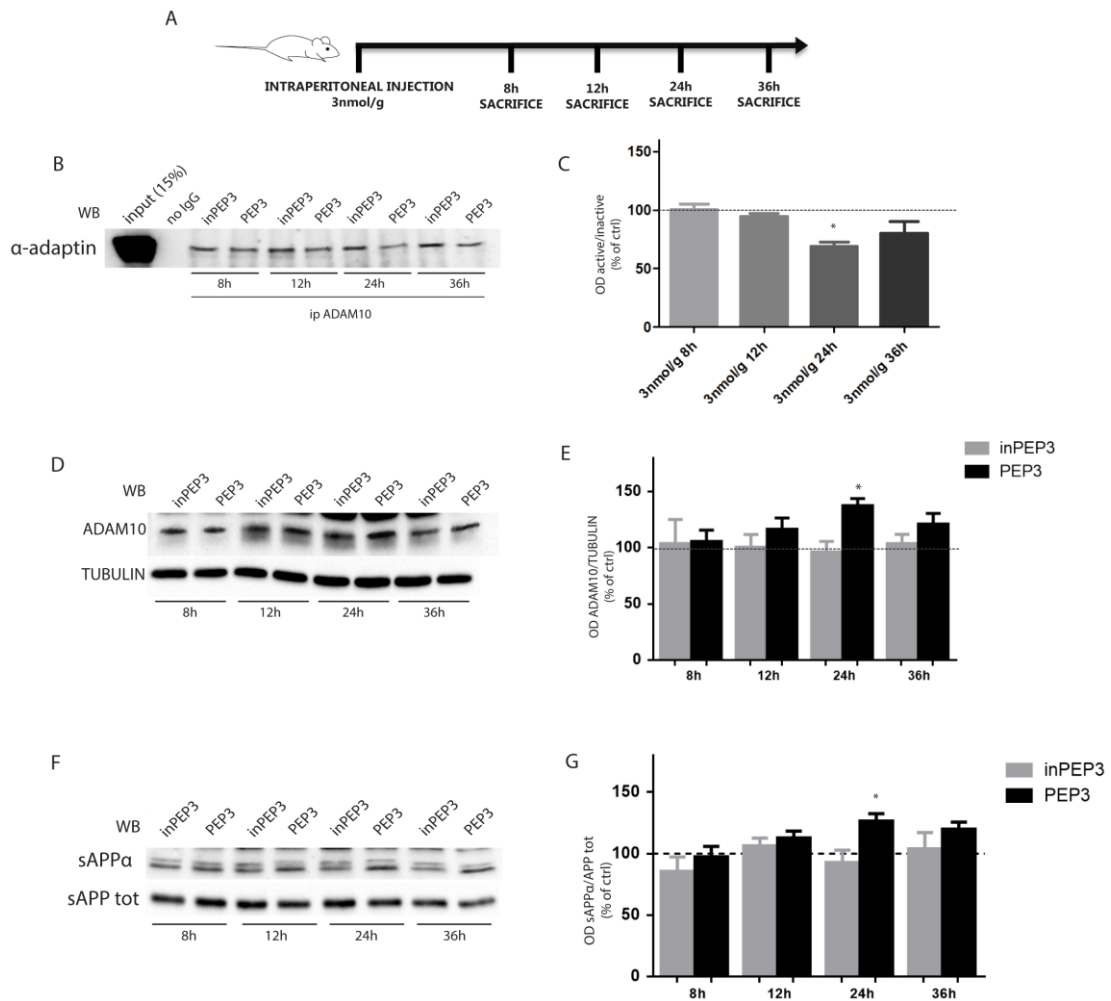 A
INTRAPERITONEAL INJECTION
3nmol/g
8h
SACRIFICE
12h
SACRIFICE
24h
SACRIFICE
36h
SACRIFICE
B
WB
input (15%)
no IgG
inPEP3
PEP3
inPEP3
PEP3
inPEP3
PEP3
inPEP3
PEP3
α-adaptin
8h
12h
24h
36h
ip ADAM10
C
OD active/inactive
(% of ctrl)
150
100
50
0
*
3nmol/g 8h
3nmol/g 12h
3nmol/g 24h
3nmol/g 36h
D
WB
inPEP3
PEP3
inPEP3
PEP3
inPEP3
PEP3
inPEP3
PEP3
ADAM10
TUBULIN
8h
12h
24h
36h
E
inPEP3
PEP3
OD ADAM10/TUBULIN
(% of ctrl)
150
100
50
0
*
8h
12h
24h
36h
F
WB
inPEP3
PEP3
inPEP3
PEP3
inPEP3
PEP3
inPEP3
PEP3
sAPPα
sAPP tot
8h
12h
24h
36h
G
inPEP3
PEP3
OD sAPPα/APP tot
(% of ctrl)
150
100
50
0
*
8h
12h
24h
36h